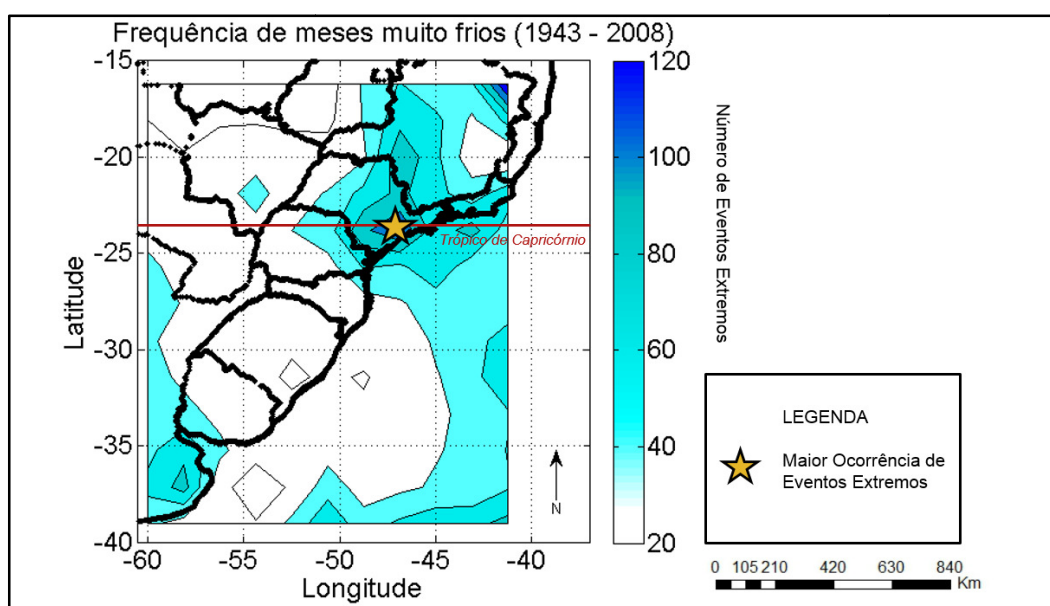 Frequência de meses muito frios (1943 - 2008)
-15
-20
-25
-30
-35
-40
Latitude
-60
-55
-50
-45
-40
Longitude
Trópico de Capricórnio
N
120
100
80
60
40
20
Número de Eventos Extremos
LEGENDA
Maior Ocorrência de
Eventos Extremos
0 105 210 420 630 840
Km